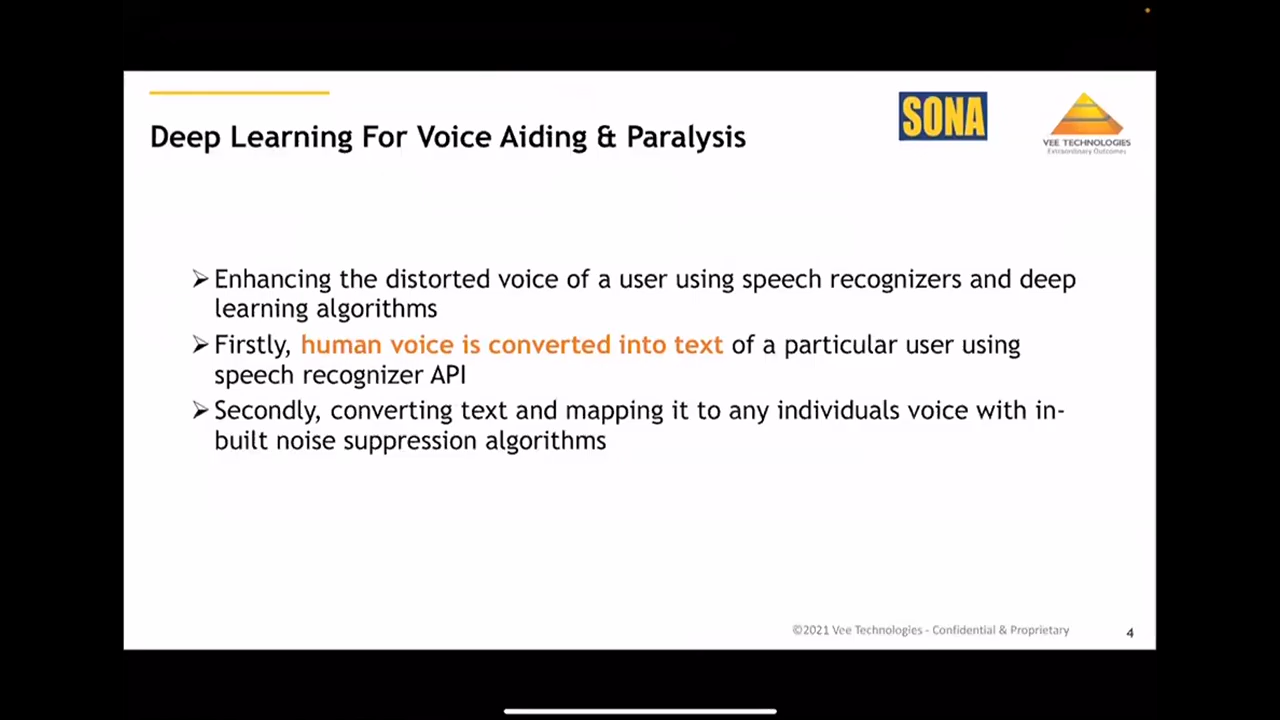 SONA
VEE TECHNOLOGIES
Extraordinary Outcomes
Deep Learning For Voice Aiding & Paralysis
➢Enhancing the distorted voice of a user using speech recognizers and deep
learning algorithms
➢Firstly, human voice is converted into text of a particular user using
speech recognizer API
➢Secondly, converting text and mapping it to any individuals voice with in-
built noise suppression algorithms
©2021 Vee Technologies - Confidential & Proprietary
4